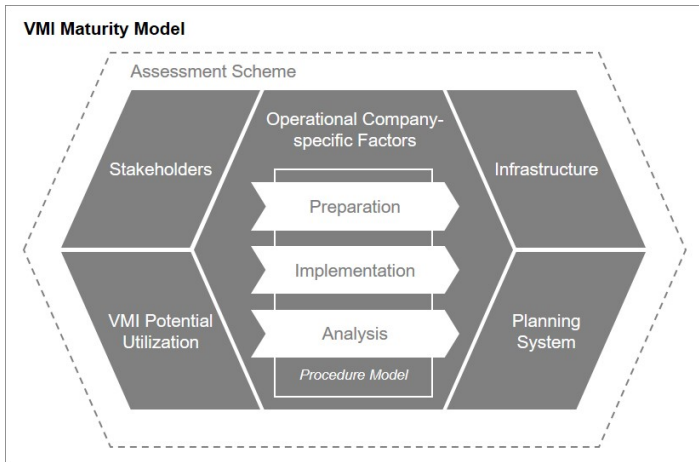 VMI Maturity Model
Assessment Scheme
Stakeholders
Operational Company-
specific Factors
Infrastructure
Preparation
Implementation
Analysis
Procedure Model
VMI Potential
Utilization
Planning
System